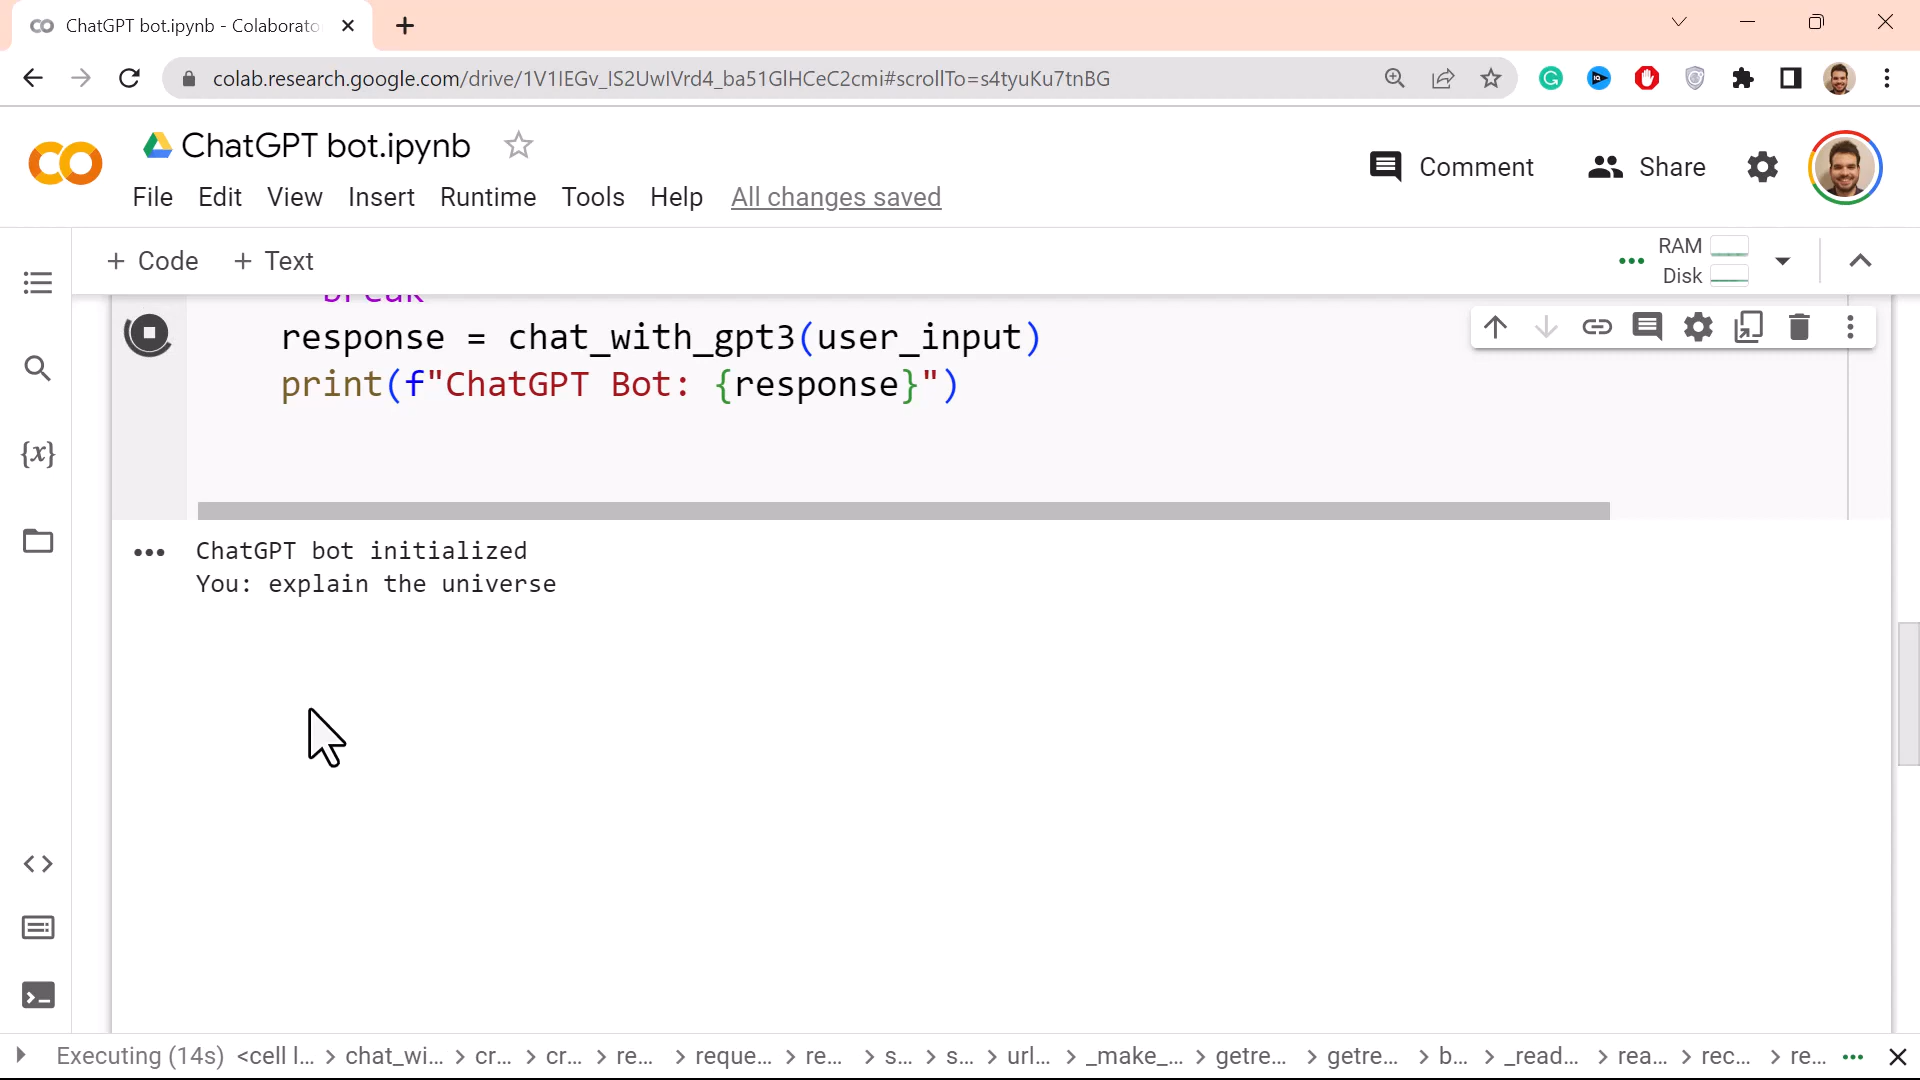 ChatGPT bot.ipynb - Colaborato
colab.research.google.com/drive/1V1IEGv_IS2UwIVrd4_ba51GlHCeC2cmi#scrollTo=s4tyuKu7tnBG
ChatGPT bot.ipynb
Comment
Share
File Edit View Insert Runtime Tools Help All changes saved
+ Code + Text
RAM
Disk
break
response = chat_with_gpt3(user_input)
print(f"ChatGPT Bot: {response}")
{x}
ChatGPT bot initialized
You: explain the universe
Executing (14s) <cell l... > chat_wi... > cr... > cr... > re... > reque... > re... > s... > s... > url... > _make_... > getre... > getre... > b... > _read... > rea... > rec... > re...